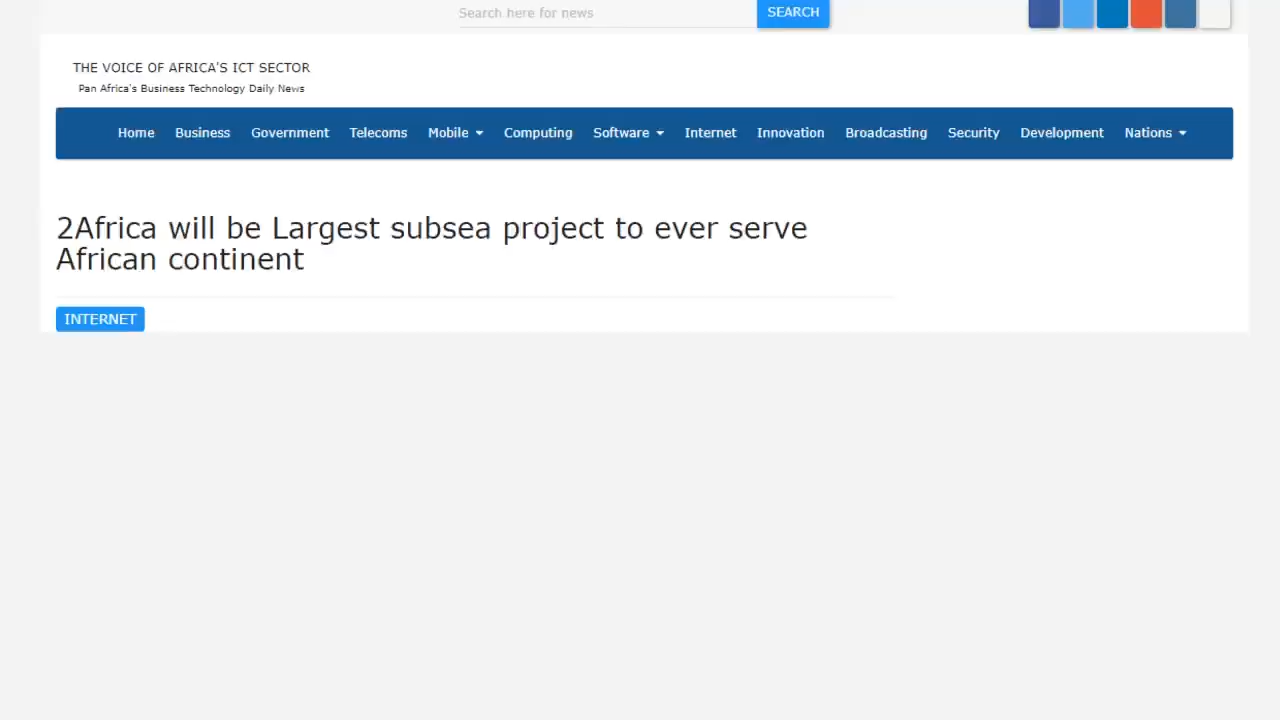 Search here for news SEARCH
THE VOICE OF AFRICA'S ICT SECTOR
Pan Africa's Business Technology Daily News
Home Business Government Telecoms Mobile Computing Software Internet Innovation Broadcasting Security Development Nations
2Africa will be Largest subsea project to ever serve
African continent
INTERNET